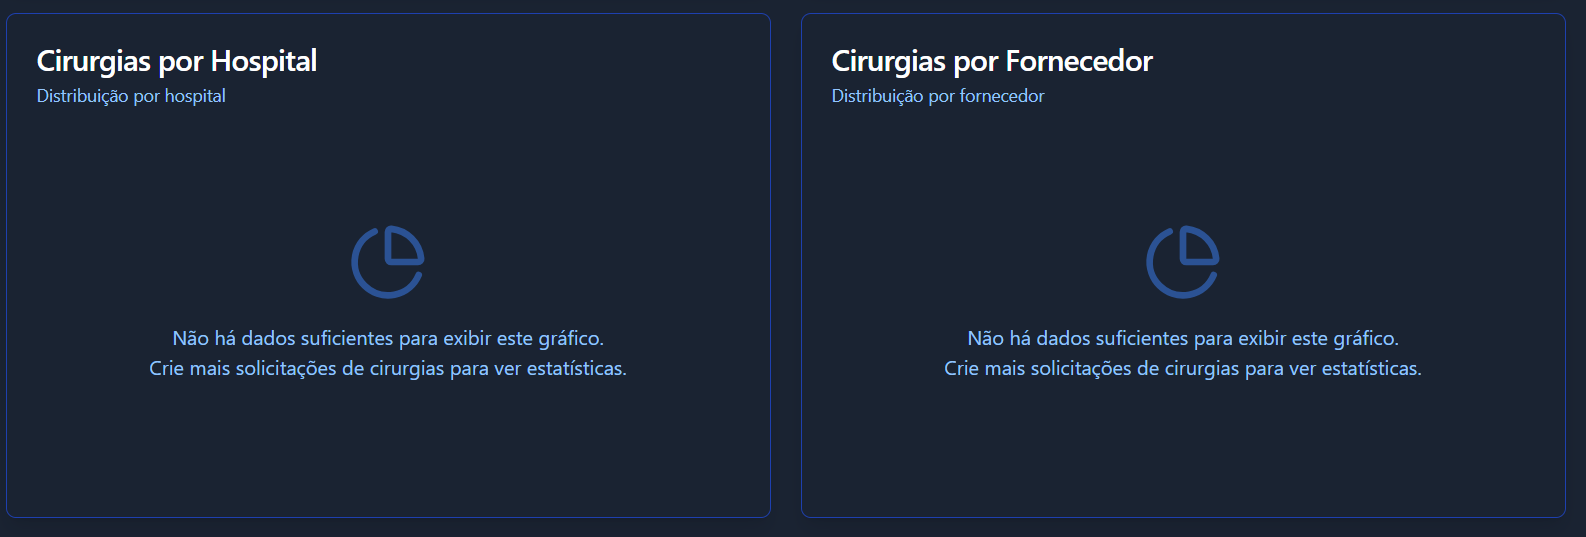 Cirurgias por Hospital
Distribuição por hospital
Não há dados suficientes para exibir este gráfico.
Crie mais solicitações de cirurgias para ver estatísticas.
Cirurgias por Fornecedor
Distribuição por fornecedor
Não há dados suficientes para exibir este gráfico.
Crie mais solicitações de cirurgias para ver estatísticas.